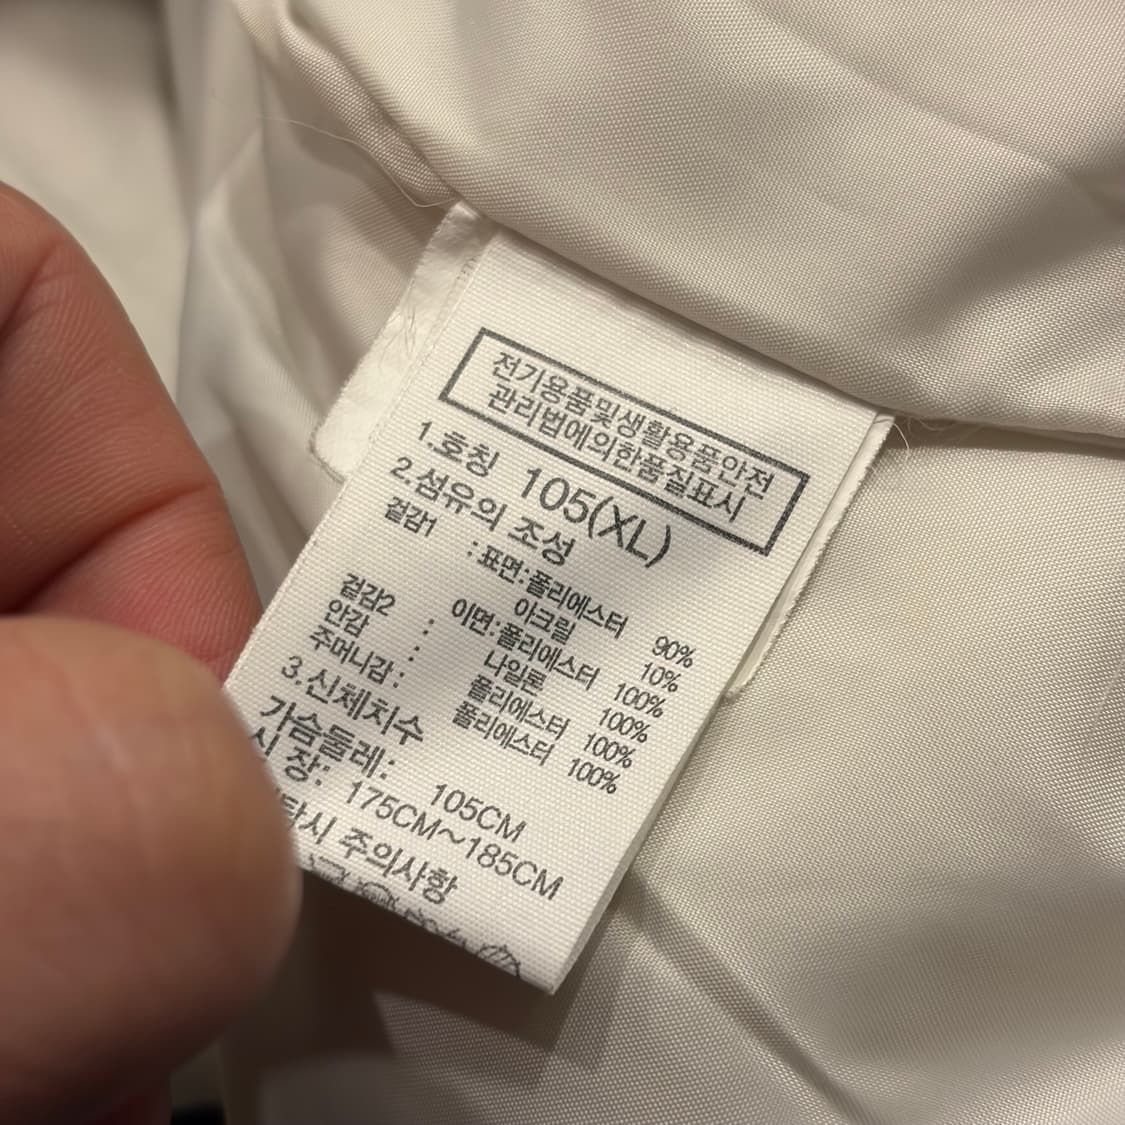 전기용품및생활용품안전
관리법에의한품질표시
1.호칭 105(XL)
2.섬유의 조성
겉감1 :표면:폴리에스터 90%
아크릴 10%
이면:폴리에스터 100%
겉감2 : 나일론 100%
안감 : 폴리에스터 100%
주머니감 : 폴리에스터 100%
3.신체치수
가슴둘레: 105CM
신 장: 175CM~185CM
탁시 주의사항